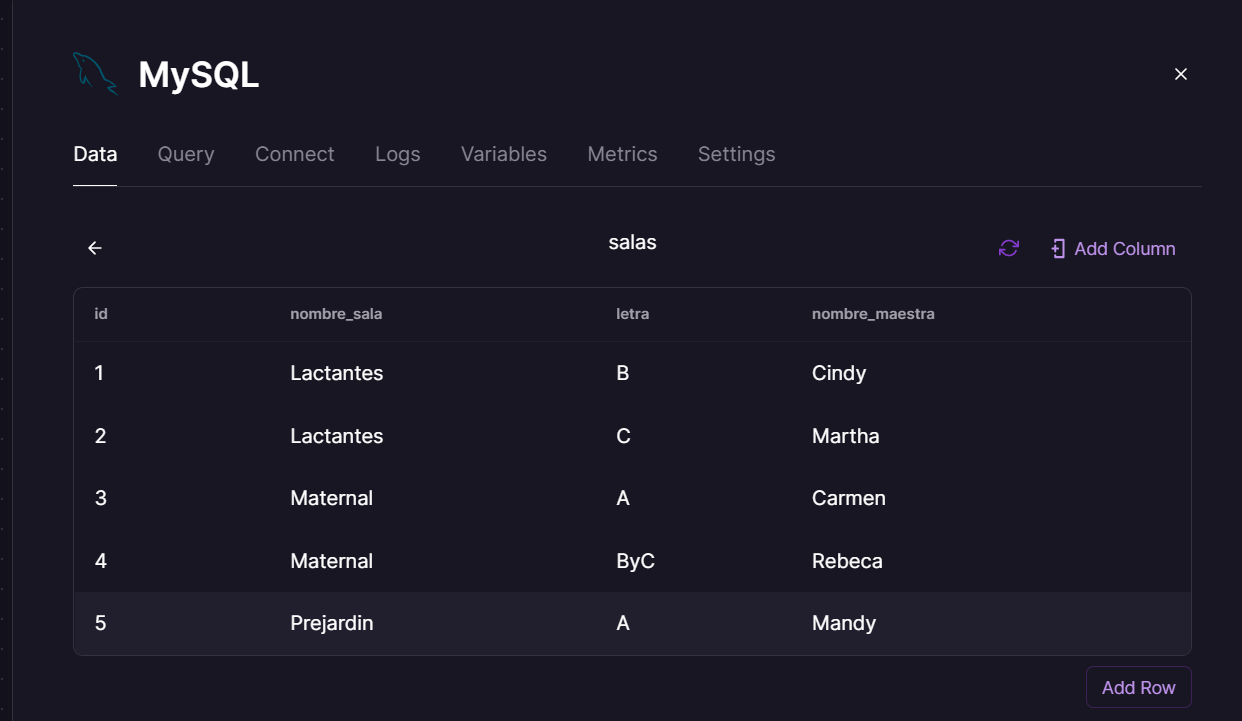 MySQL
Data Query Connect Logs Variables Metrics Settings
salas Add Column
id nombre_sala letra nombre_maestra
1 Lactantes B Cindy
2 Lactantes C Martha
3 Maternal A Carmen
4 Maternal ByC Rebeca
5 Prejardin A Mandy
Add Row